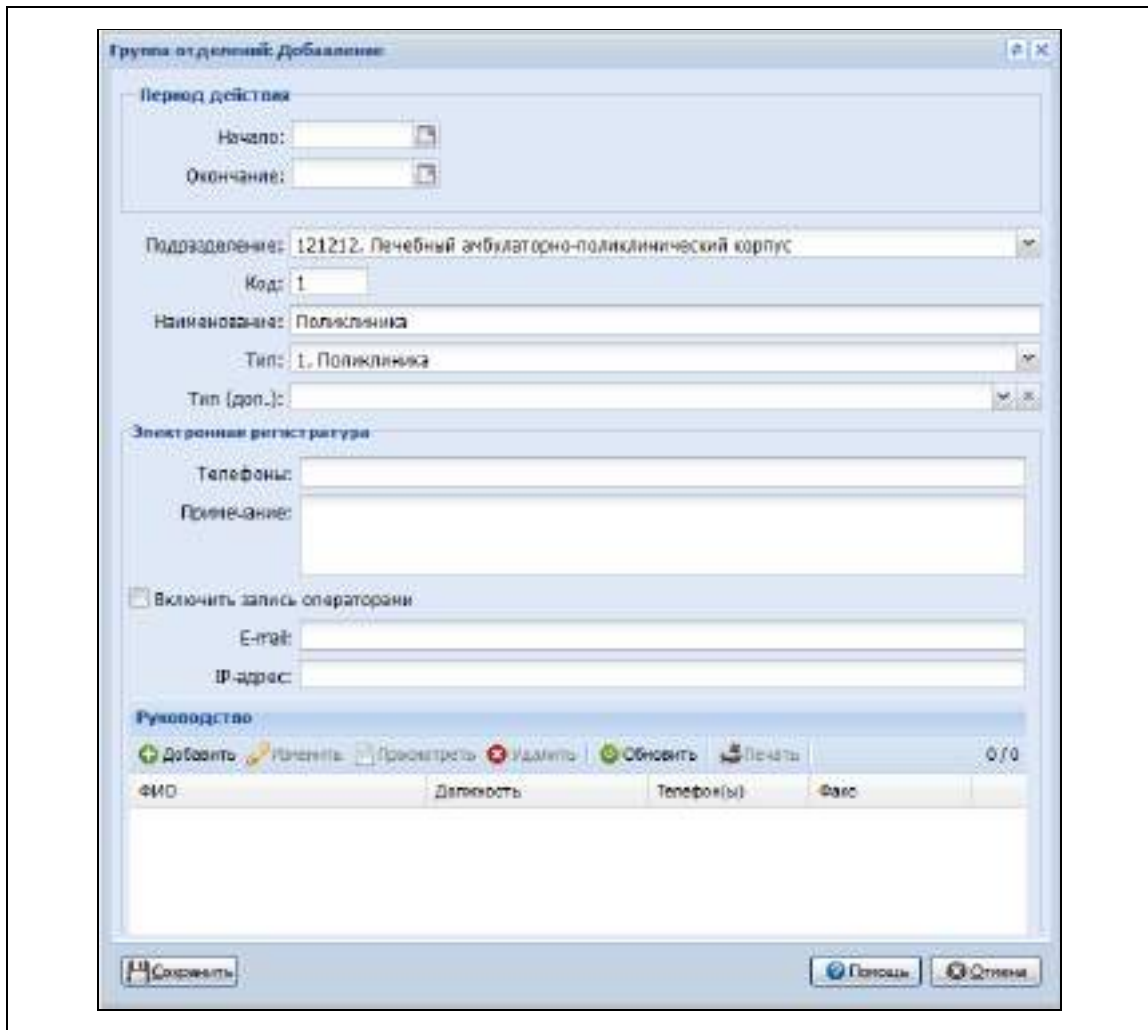 Группа отделений: Добавление
Период действия
Начало:
Окончание:
Подразделение: 121212. Лечебный амбулаторно-поликлинический корпус
Код: 1
Наименование: Поликлиника
Тип: 1. Поликлиника
Тип (доп.):
Электронная регистратура
Телефоны:
Примечание:
Включить запись операторами
E-mail:
IP-адрес:
Руководство
Добавить Изменить Просмотреть Удалить Обновить Печать 0 / 0
ФИО Должность Телефон(ы) Факс
Сохранить Помощь Отмена